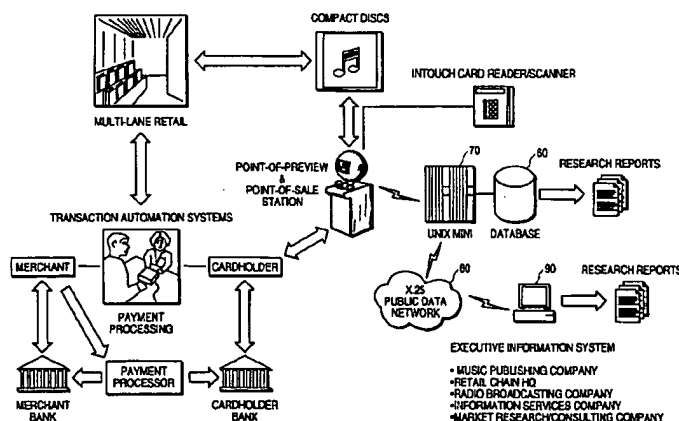 COMPACT DISCS
INTOUCH CARD READER/SCANNER
MULTI-LANE RETAIL
POINT-OF-PREVIEW
&
POINT-OF-SALE
STATION
70
60
RESEARCH REPORTS
UNIX MINI
DATABASE
TRANSACTION AUTOMATION SYSTEMS
MERCHANT
CARDHOLDER
PAYMENT
PROCESSING
80
X.25
PUBLIC DATA
NETWORK
90
RESEARCH REPORTS
PAYMENT
PROCESSOR
MERCHANT
BANK
CARDHOLDER
BANK
EXECUTIVE INFORMATION SYSTEM
• MUSIC PUBLISHING COMPANY
•RETAIL CHAIN HQ
•RADIO BROADCASTING COMPANY
•INFORMATION SERVICES COMPANY
•MARKET RESEARCH/CONSULTING COMPANY